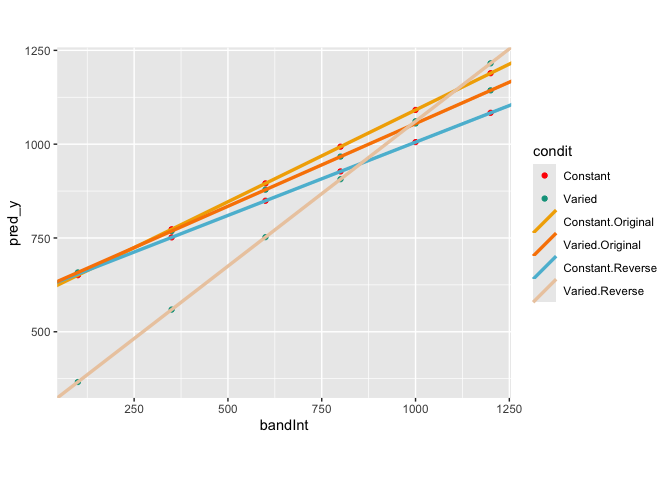 1250
1000
750
500
pred_y
250
500
750
1000
1250
bandInt
condit
Constant
Varied
Constant.Original
Varied.Original
Constant.Reverse
Varied.Reverse